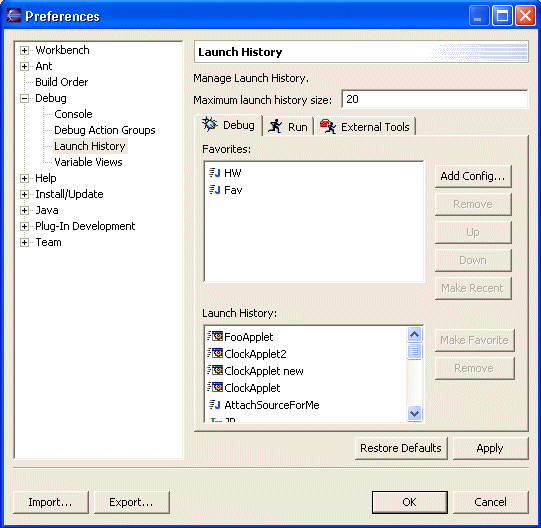 Preferences
Workbench
Ant
Build Order
Debug
Console
Debug Action Groups
Launch History
Variable Views
Help
Install/Update
Java
Plug-In Development
Team
Launch History
Manage Launch History.
Maximum launch history size: 20
Debug Run External Tools
Favorites:
HW
Fav
Add Config...
Remove
Up
Down
Make Recent
Launch History:
FooApplet
ClockApplet2
ClockApplet new
ClockApplet
AttachSourceForMe
Make Favorite
Remove
Restore Defaults Apply
Import... Export... OK Cancel